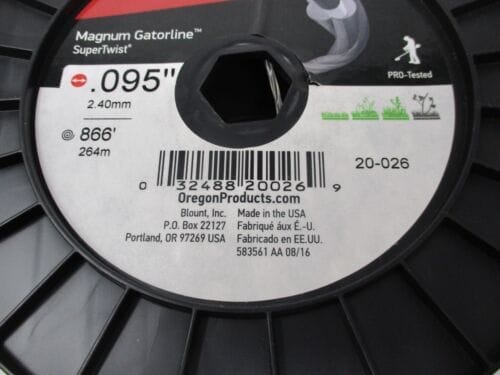 Magnum Gatorline™
SuperTwist®
.095"
2.40mm
PRO-Tested
866'
264m
20-026
0 32488 20026 9
OregonProducts.com®
Blount, Inc.
P.O. Box 22127
Portland, OR 97269 USA
Made in the USA
Fabriqué áux É.-U.
Fabricado en EE.UU.
583561 AA 08/16